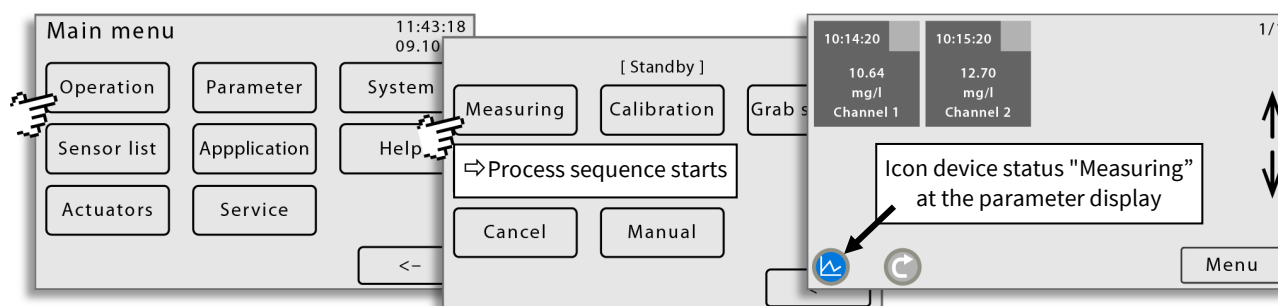 Main menu
11:43:18
09.10
Operation
Parameter
System
Sensor list
Appplication
Help
Actuators
Service
<-
[ Standby ]
Measuring
Calibration
Grab s
⇨Process sequence starts
Cancel
Manual
10:14:20
10.64
mg/l
Channel 1
10:15:20
12.70
mg/l
Channel 2
1/1
Icon device status "Measuring”
at the parameter display
Menu